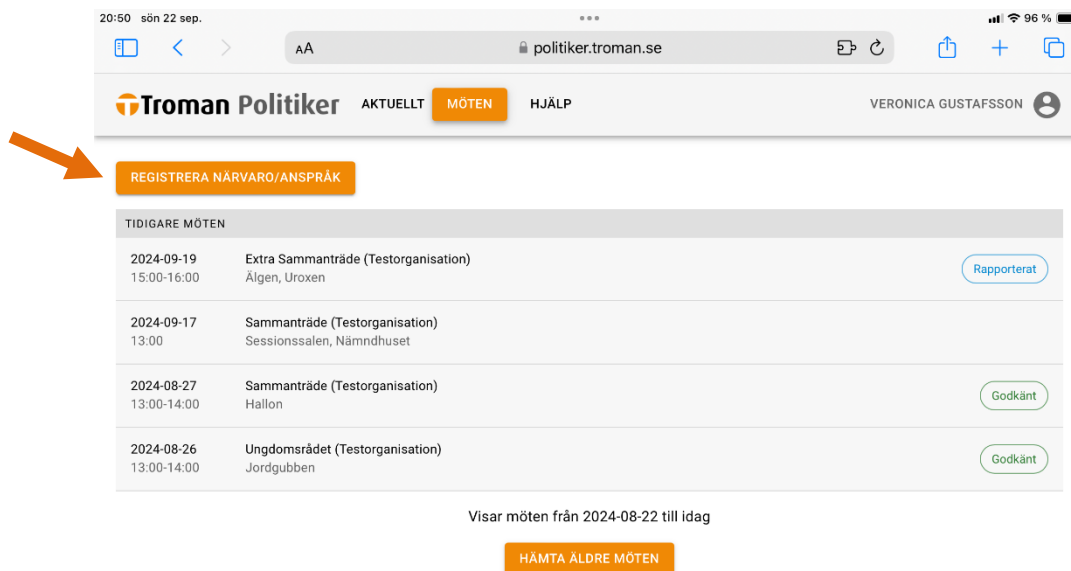 20:50 sön 22 sep.
96 %
AA
politiker.troman.se
Troman Politiker
AKTUELLT
MÖTEN
HJÄLP
VERONICA GUSTAFSSON
REGISTRERA NÄRVARO/ANSPRÅK
TIDIGARE MÖTEN
2024-09-19 Extra Sammanträde (Testorganisation)
15:00-16:00 Älgen, Uroxen
Rapporterat
2024-09-17 Sammanträde (Testorganisation)
13:00 Sessionssalen, Nämndhuset
2024-08-27 Sammanträde (Testorganisation)
13:00-14:00 Hallon
Godkänt
2024-08-26 Ungdomsrådet (Testorganisation)
13:00-14:00 Jordgubben
Godkänt
Visar möten från 2024-08-22 till idag
HÄMTA ÄLDRE MÖTEN